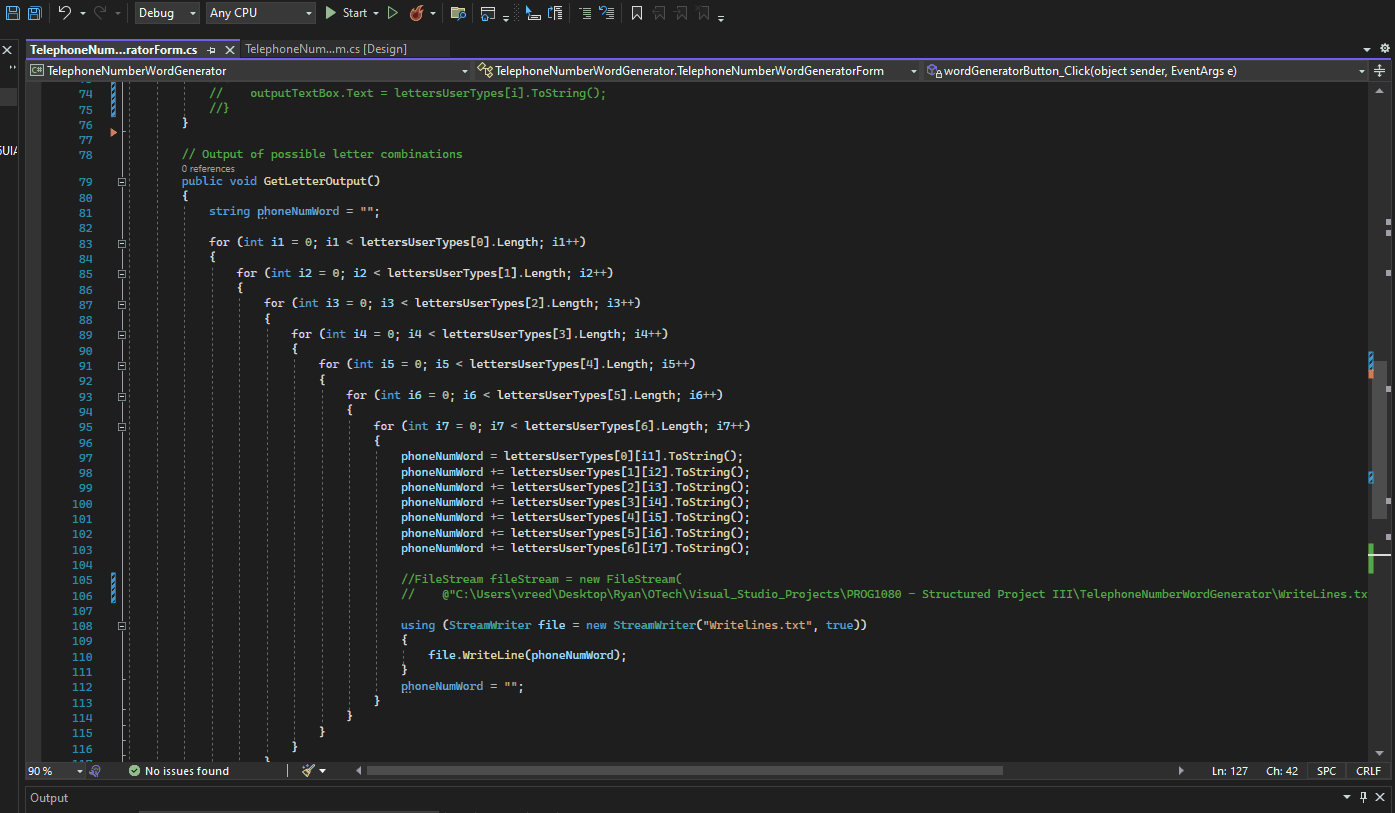 Debug Any CPU Start
TelephoneNum...ratorForm.cs TelephoneNum...m.cs [Design]
C# TelephoneNumberWordGenerator TelephoneNumberWordGenerator.TelephoneNumberWordGeneratorForm wordGeneratorButton_Click(object sender, EventArgs e)
74 // outputTextBox.Text = lettersUserTypes[i].ToString();
75 //}
76 }
77
78 // Output of possible letter combinations
0 references
79 public void GetLetterOutput()
80 {
81 string phoneNumWord = "";
82
83 for (int i1 = 0; i1 < lettersUserTypes[0].Length; i1++)
84 {
85 for (int i2 = 0; i2 < lettersUserTypes[1].Length; i2++)
86 {
87 for (int i3 = 0; i3 < lettersUserTypes[2].Length; i3++)
88 {
89 for (int i4 = 0; i4 < lettersUserTypes[3].Length; i4++)
90 {
91 for (int i5 = 0; i5 < lettersUserTypes[4].Length; i5++)
92 {
93 for (int i6 = 0; i6 < lettersUserTypes[5].Length; i6++)
94 {
95 for (int i7 = 0; i7 < lettersUserTypes[6].Length; i7++)
96 {
97 phoneNumWord = lettersUserTypes[0][i1].ToString();
98 phoneNumWord += lettersUserTypes[1][i2].ToString();
99 phoneNumWord += lettersUserTypes[2][i3].ToString();
100 phoneNumWord += lettersUserTypes[3][i4].ToString();
101 phoneNumWord += lettersUserTypes[4][i5].ToString();
102 phoneNumWord += lettersUserTypes[5][i6].ToString();
103 phoneNumWord += lettersUserTypes[6][i7].ToString();
104
105 //FileStream fileStream = new FileStream(
106 // @"C:\Users\vreed\Desktop\Ryan\OTech\Visual_Studio_Projects\PROG1080 - Structured Project III\TelephoneNumberWordGenerator\WriteLines.tx
107
108 using (StreamWriter file = new StreamWriter("Writelines.txt", true))
109 {
110 file.WriteLine(phoneNumWord);
111 }
112 phoneNumWord = "";
113 }
114 }
115 }
116 }
}
90 % No issues found Ln: 127 Ch: 42 SPC CRLF
Output